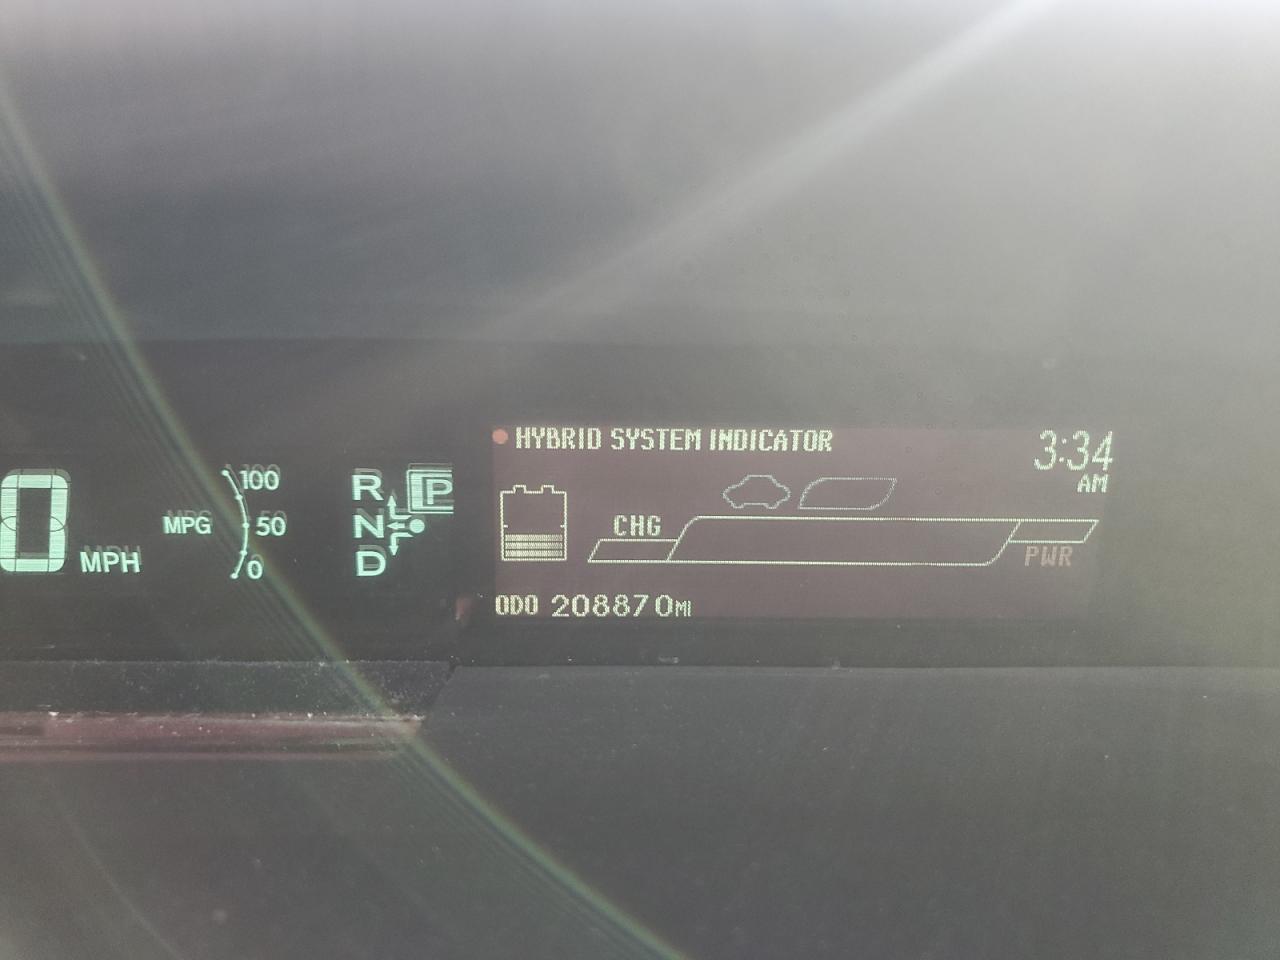 HYBRID SYSTEM INDICATOR
3:34
AM
100
50
0
MPG
0
MPH
R
P
N
D
CHG
PWR
ODO 208870MI